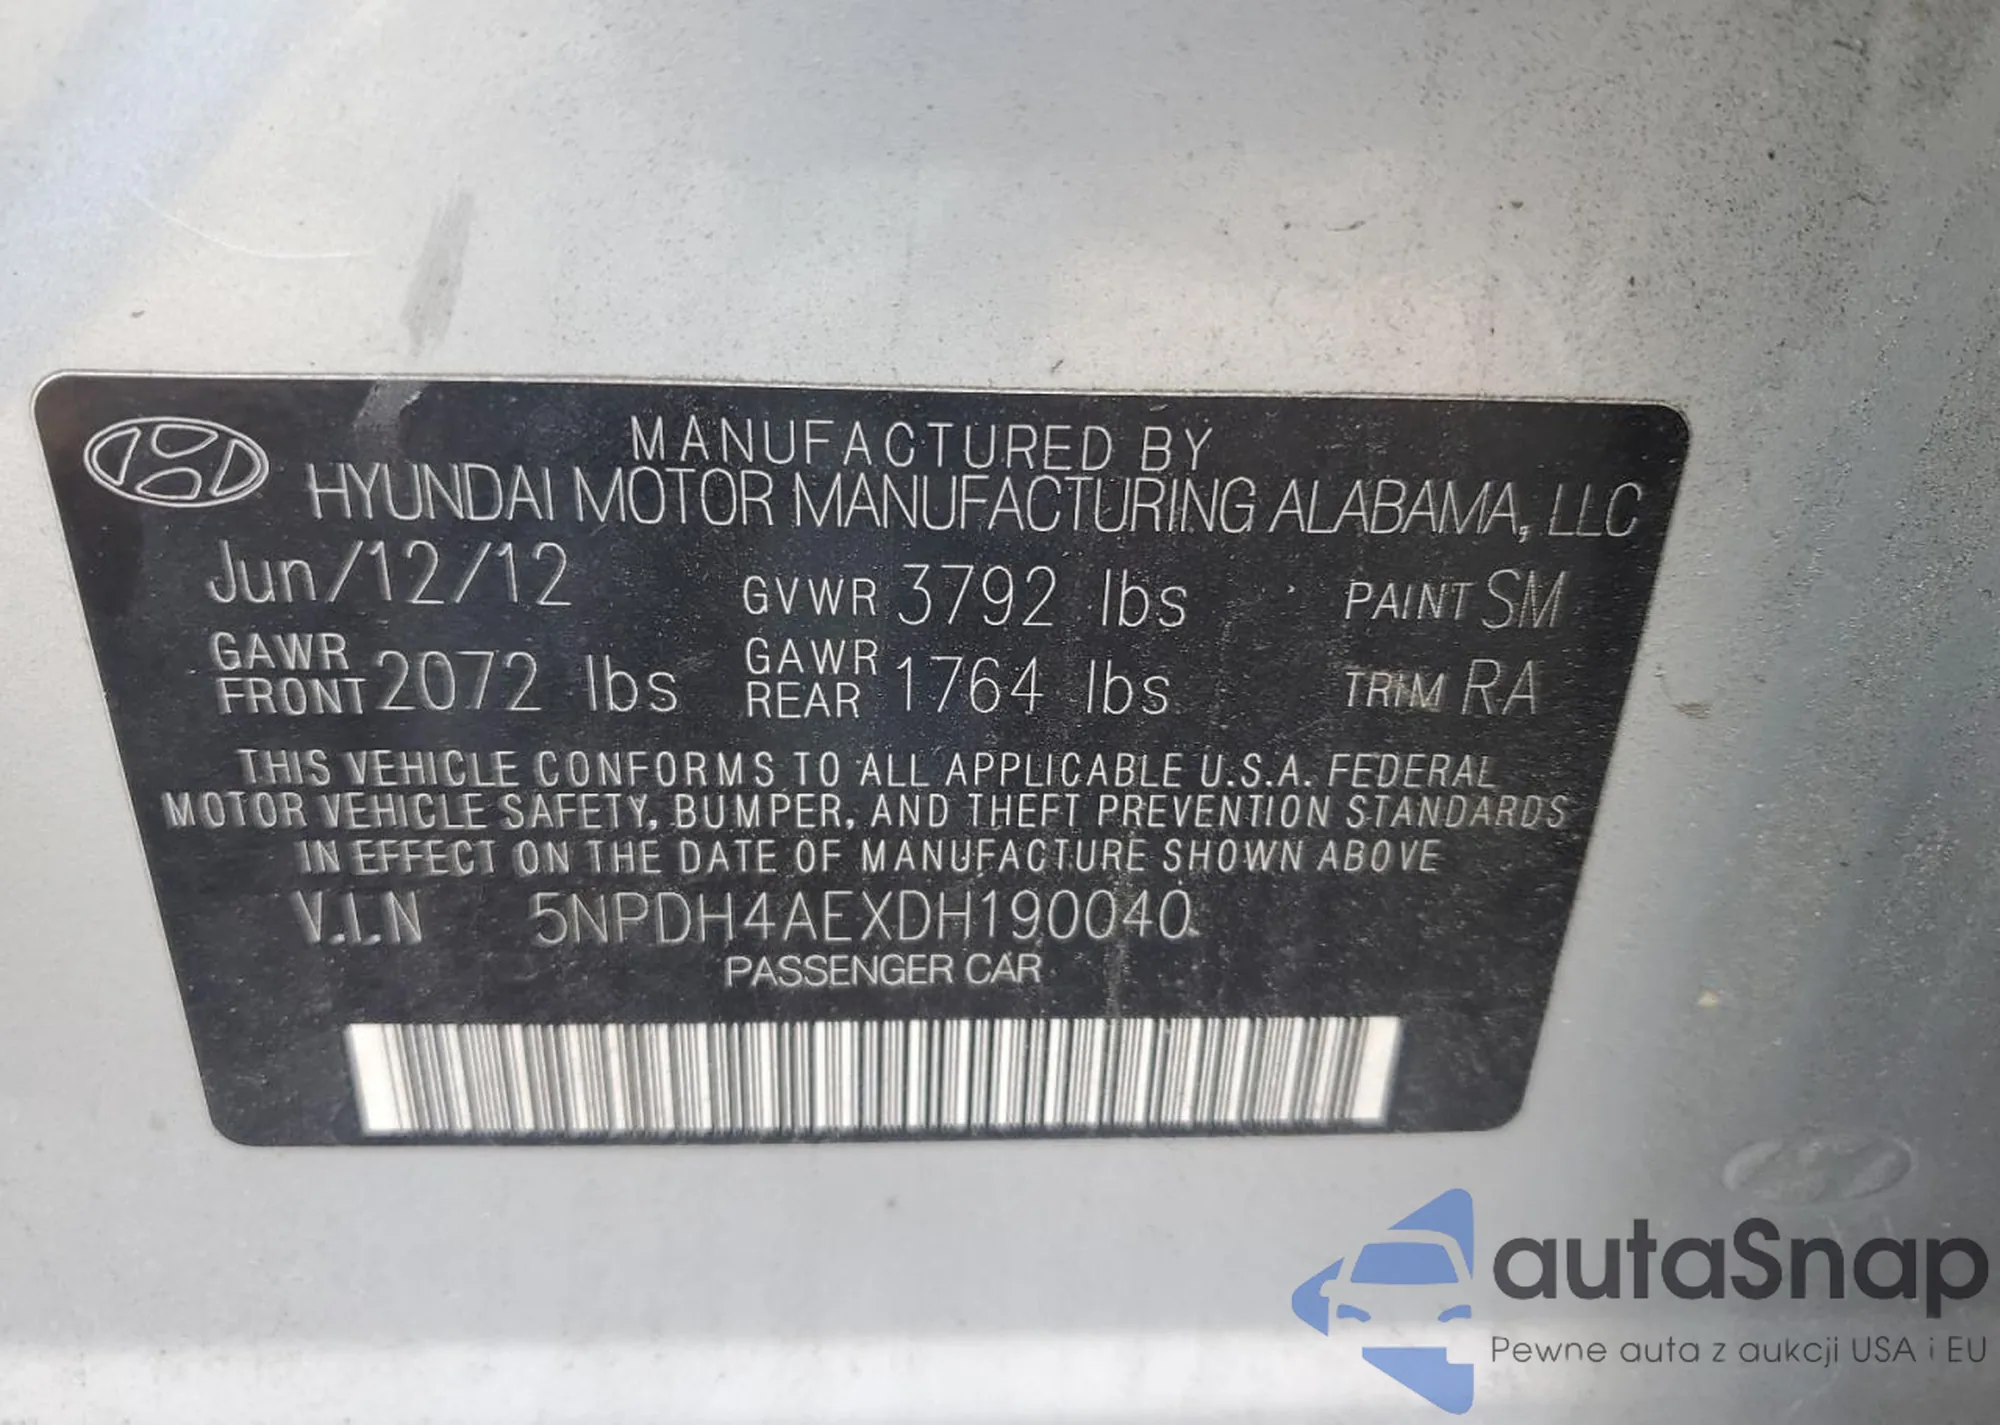 MANUFACTURED BY
HYUNDAI MOTOR MANUFACTURING ALABAMA, LLC
Jun/12/12 GVWR 3792 lbs PAINT SM
GAWR FRONT 2072 lbs GAWR REAR 1764 lbs TRIM RA
THIS VEHICLE CONFORMS TO ALL APPLICABLE U.S.A. FEDERAL
MOTOR VEHICLE SAFETY, BUMPER, AND THEFT PREVENTION STANDARDS
IN EFFECT ON THE DATE OF MANUFACTURE SHOWN ABOVE
V.I.N 5NPDH4AEXDH190040
PASSENGER CAR
autaSnap
Pewne auta z aukcji USA i EU